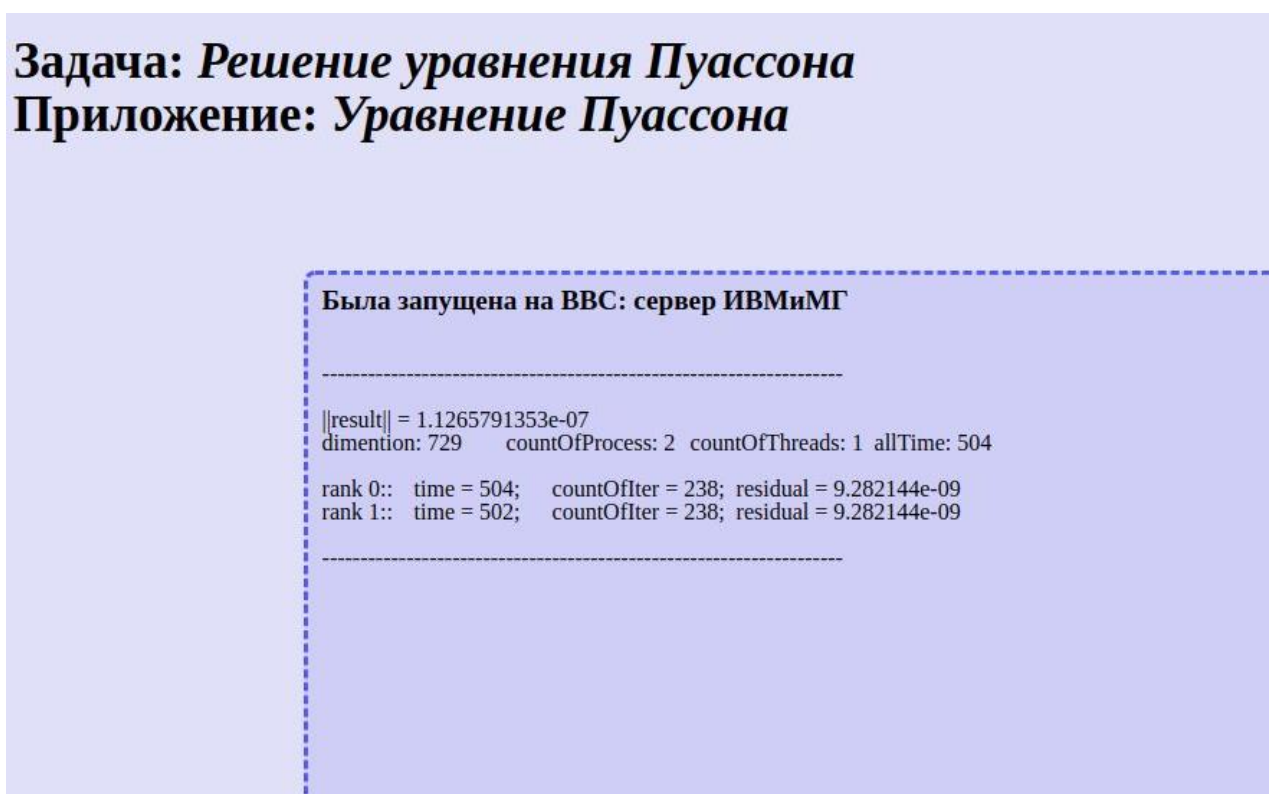 Задача: Решение уравнения Пуассона
Приложение: Уравнение Пуассона
Была запущена на ВВС: сервер ИВМиМГ
--------------------------------------------------------------------
||result|| = 1.1265791353e-07
dimention: 729 countOfProcess: 2 countOfThreads: 1 allTime: 504
rank 0:: time = 504; countOfIter = 238; residual = 9.282144e-09
rank 1:: time = 502; countOfIter = 238; residual = 9.282144e-09
--------------------------------------------------------------------